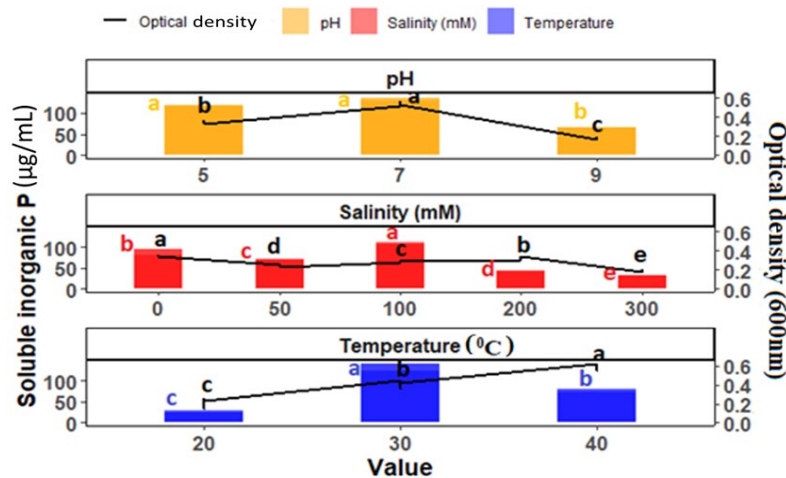 Optical density pH Salinity (mM) Temperature
pH
a b a a b c
100 50 0
0.6 0.4 0.2 0.0
5 7 9
Salinity (mM)
b a c d a c d b e e
100 50 0
0.6 0.4 0.2 0.0
0 50 100 200 300
Temperature (⁰C)
c c a b b a
100 50 0
0.6 0.4 0.2 0.0
20 30 40
Value
Soluble inorganic P (µg/mL)
Optical density (600nm)